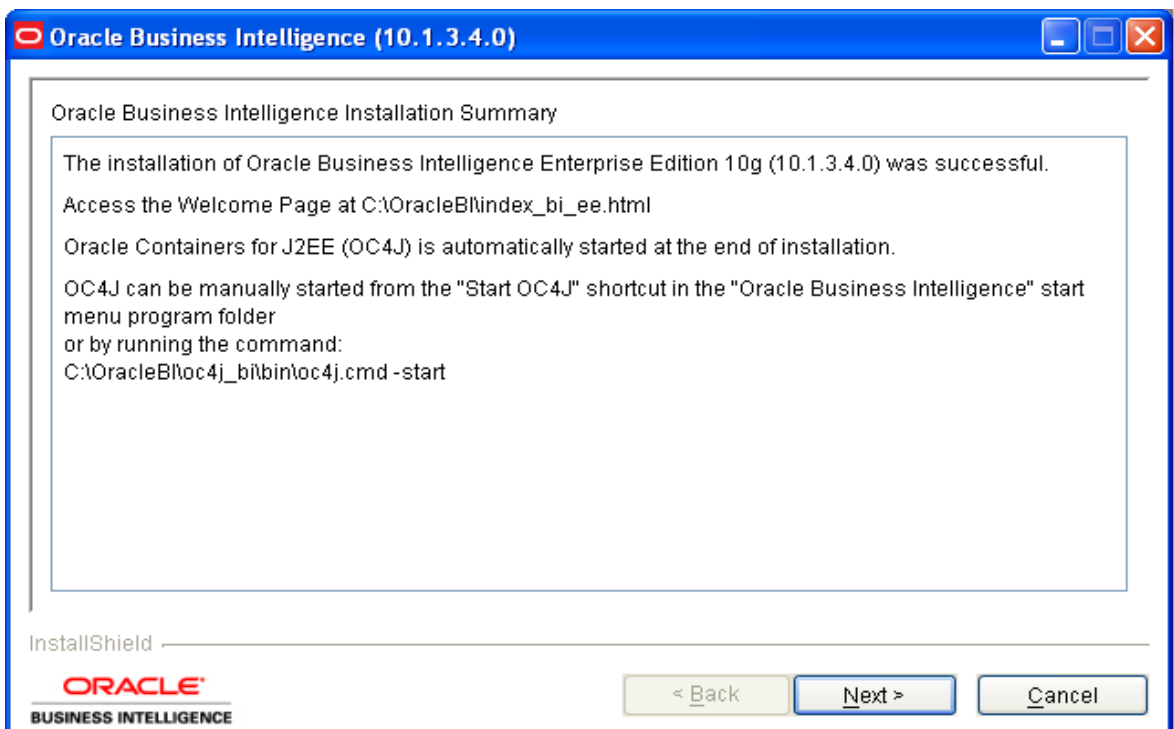 Oracle Business Intelligence (10.1.3.4.0)
Oracle Business Intelligence Installation Summary
The installation of Oracle Business Intelligence Enterprise Edition 10g (10.1.3.4.0) was successful.
Access the Welcome Page at C:\OracleBI\index_bi_ee.html
Oracle Containers for J2EE (OC4J) is automatically started at the end of installation.
OC4J can be manually started from the "Start OC4J" shortcut in the "Oracle Business Intelligence" start
menu program folder
or by running the command:
C:\OracleBI\oc4j_bi\bin\oc4j.cmd -start
InstallShield
ORACLE
BUSINESS INTELLIGENCE
< Back
Next >
Cancel